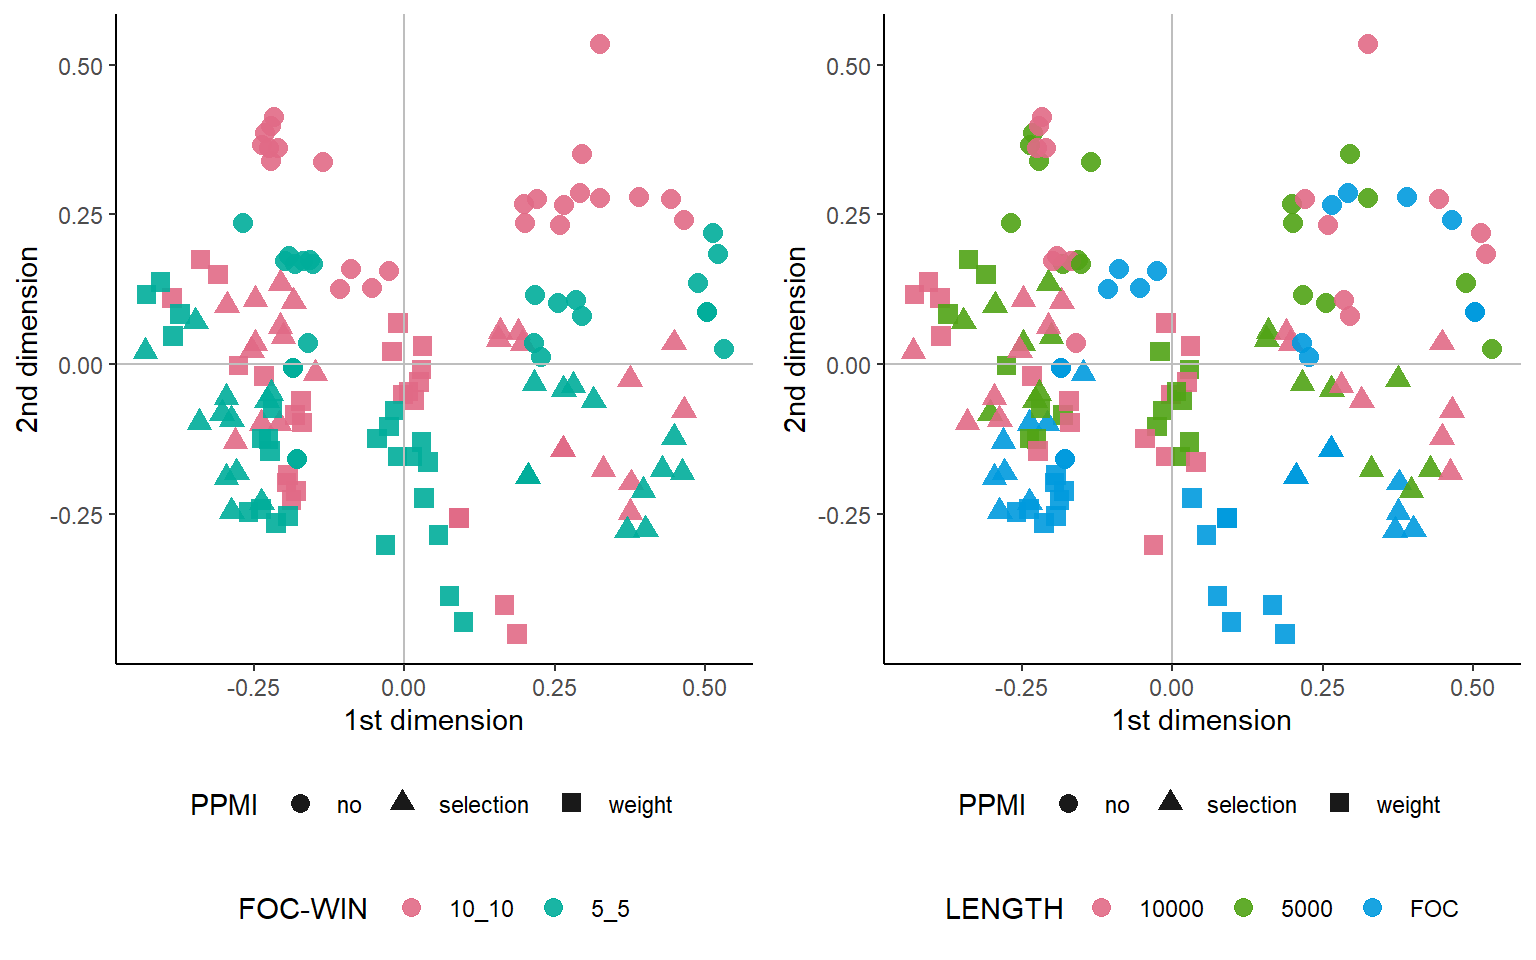 0.50
0.25
0.00
-0.25
2nd dimension
-0.25 0.00 0.25 0.50
1st dimension
PPMI no selection weight
FOC-WIN 10_10 5_5
0.50
0.25
0.00
-0.25
2nd dimension
-0.25 0.00 0.25 0.50
1st dimension
PPMI no selection weight
LENGTH 10000 5000 FOC